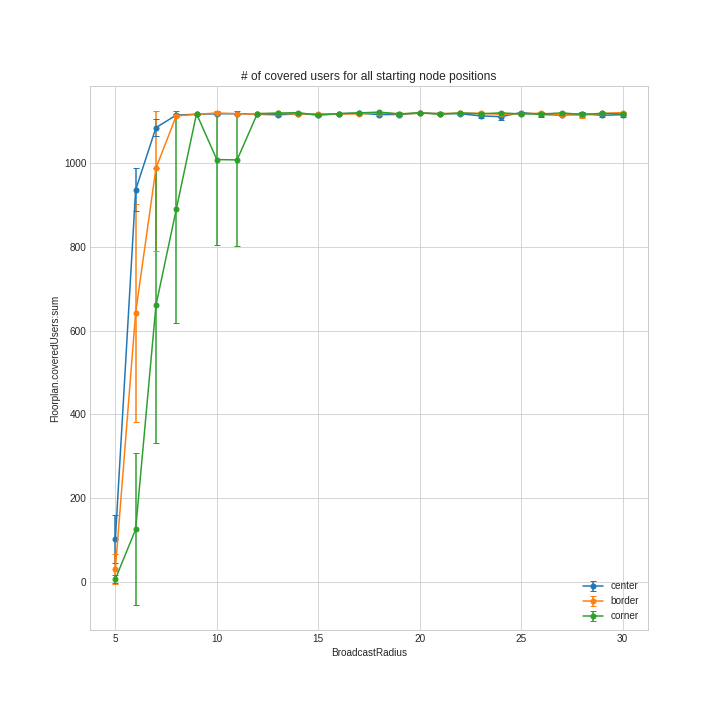 # of covered users for all starting node positions
Floorplan.coveredUsers:sum
1000
800
600
400
200
0
5
10
15
20
25
30
BroadcastRadius
center
border
corner